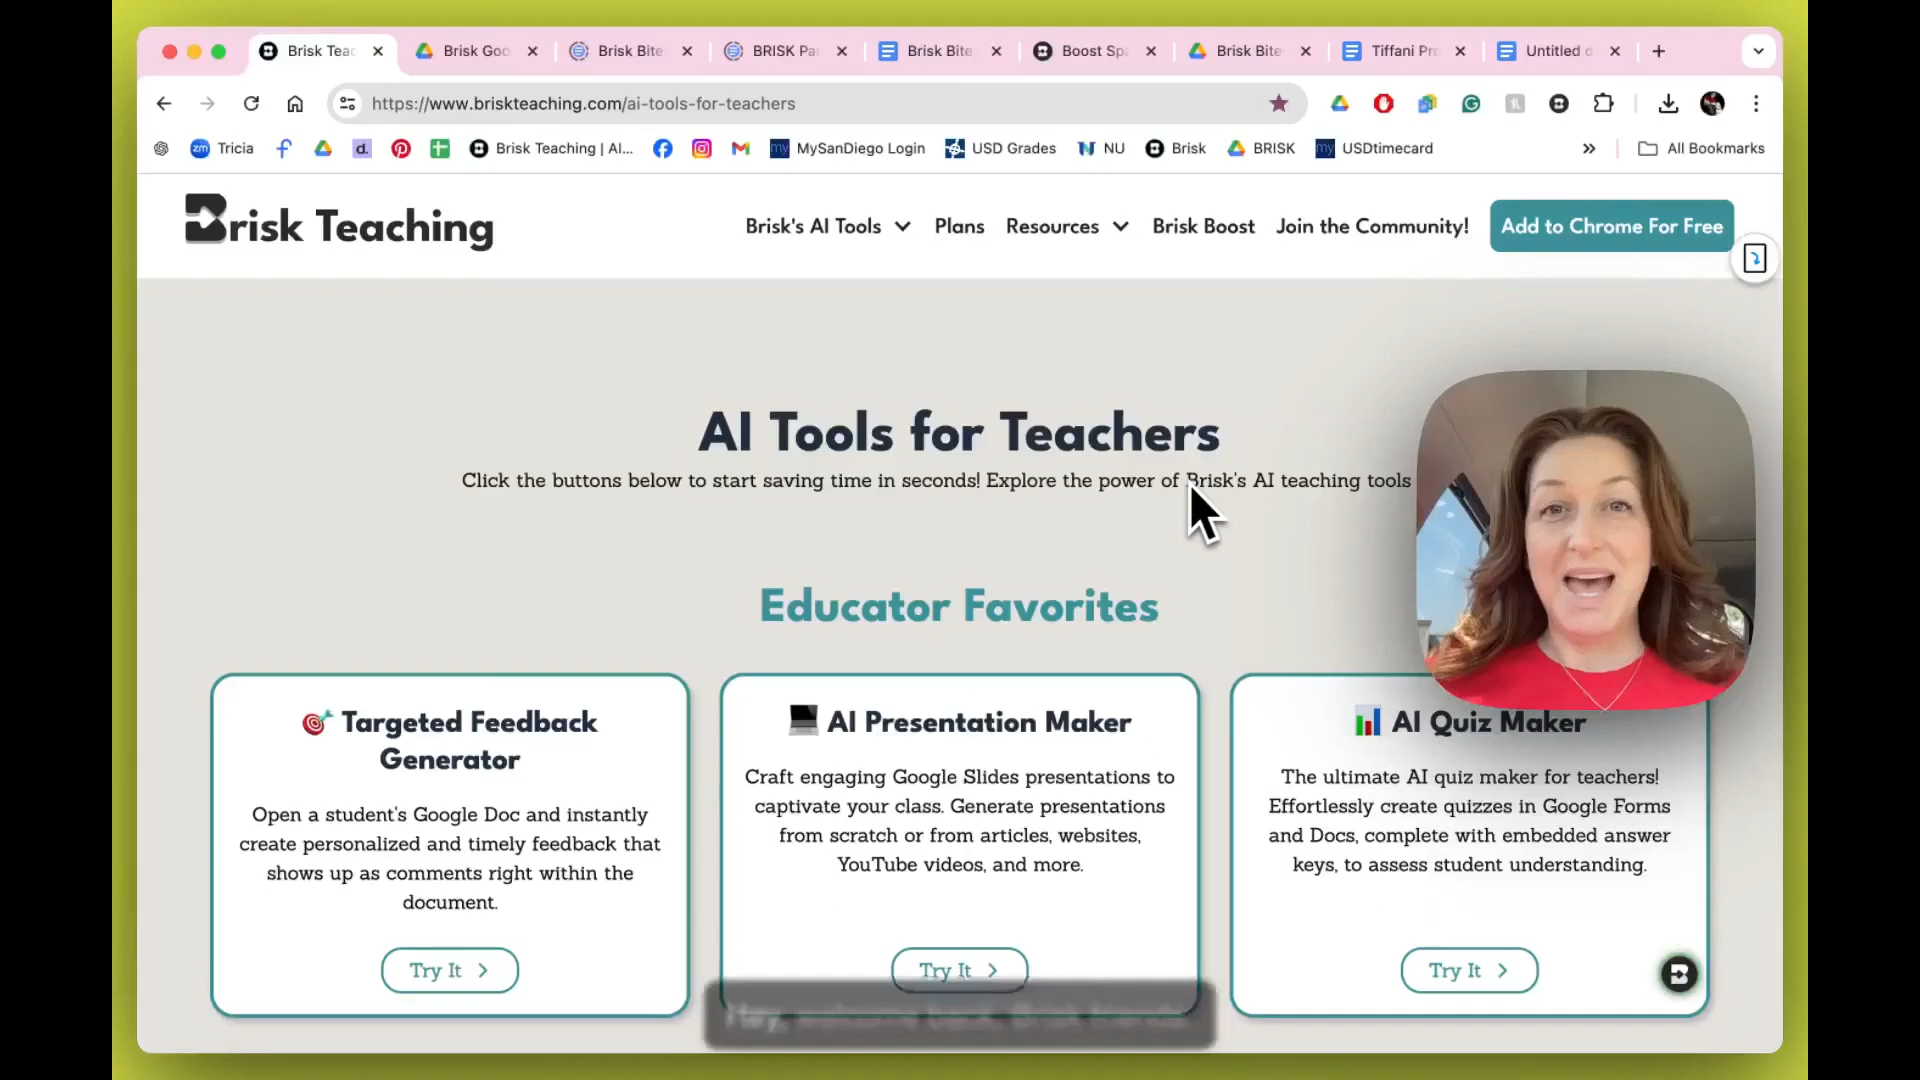 Brisk Teac
Brisk Goo
Brisk Bite
BRISK Pa
Brisk Bite
Boost Sp
Brisk Bite
Tiffani Pr
Untitled d
https://www.briskteaching.com/ai-tools-for-teachers
zm Tricia
d.
Brisk Teaching | AI...
my MySanDiego Login
USD Grades
NU
Brisk
BRISK
my USDtimecard
All Bookmarks
Brisk Teaching
Brisk's AI Tools
Plans
Resources
Brisk Boost
Join the Community!
Add to Chrome For Free
AI Tools for Teachers
Click the buttons below to start saving time in seconds! Explore the power of Brisk's AI teaching tools
Educator Favorites
Targeted Feedback
Generator
Open a student's Google Doc and instantly
create personalized and timely feedback that
shows up as comments right within the
document.
Try It
AI Presentation Maker
Craft engaging Google Slides presentations to
captivate your class. Generate presentations
from scratch or from articles, websites,
YouTube videos, and more.
Try It
AI Quiz Maker
The ultimate AI quiz maker for teachers!
Effortlessly create quizzes in Google Forms
and Docs, complete with embedded answer
keys, to assess student understanding.
Try It